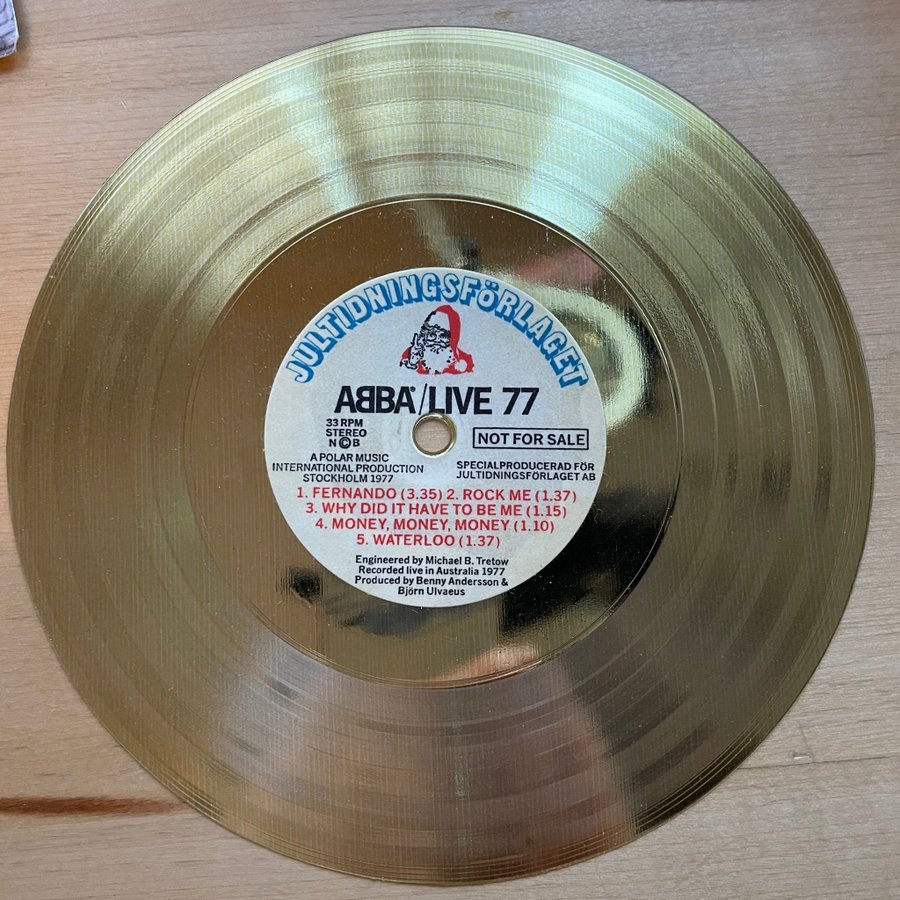 JULTIDNINGSFÖRLAGET
ABBA®/LIVE 77
33 RPM
STEREO
N©B
NOT FOR SALE
A POLAR MUSIC
INTERNATIONAL PRODUCTION
STOCKHOLM 1977
SPECIALPRODUCERAD FÖR
JULTIDNINGSFÖRLAGET AB
1. FERNANDO (3.35) 2. ROCK ME (1.37)
3. WHY DID IT HAVE TO BE ME (1.15)
4. MONEY, MONEY, MONEY (1.10)
5. WATERLOO (1.37)
Engineered by Michael B. Tretow
Recorded live in Australia 1977
Produced by Benny Andersson &
Björn Ulvaeus